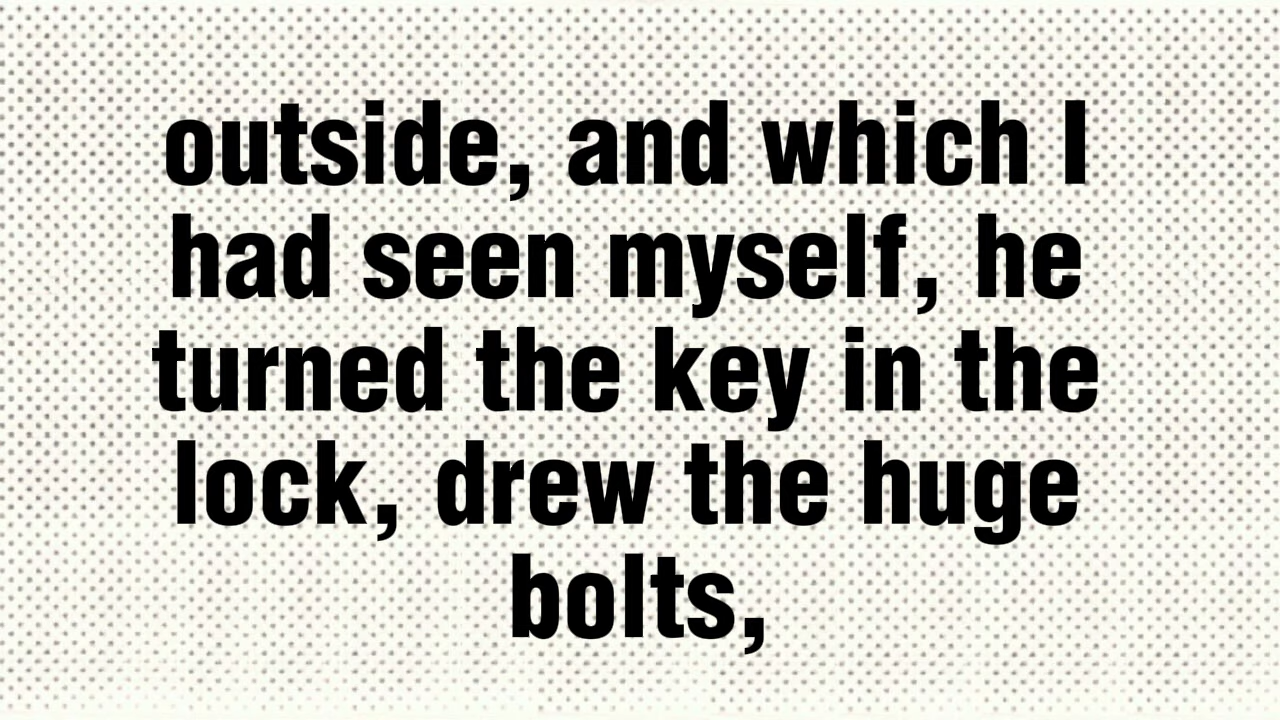 outside, and which I
had seen myself, he
turned the key in the
lock, drew the huge
bolts,